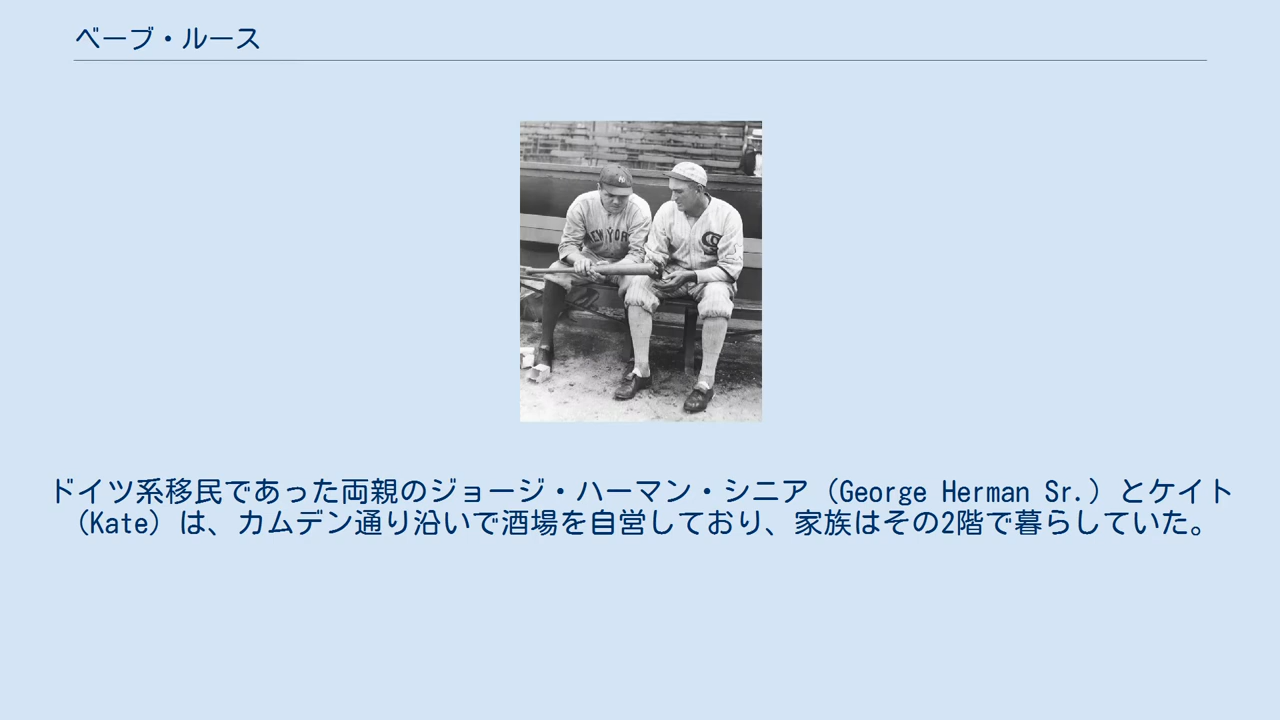 ベーブ・ルース
NEW YORK
ドイツ系移民であった両親のジョージ・ハーマン・シニア（George Herman Sr.）とケイト
（Kate）は、カムデン通り沿いで酒場を自営しており、家族はその2階で暮らしていた。